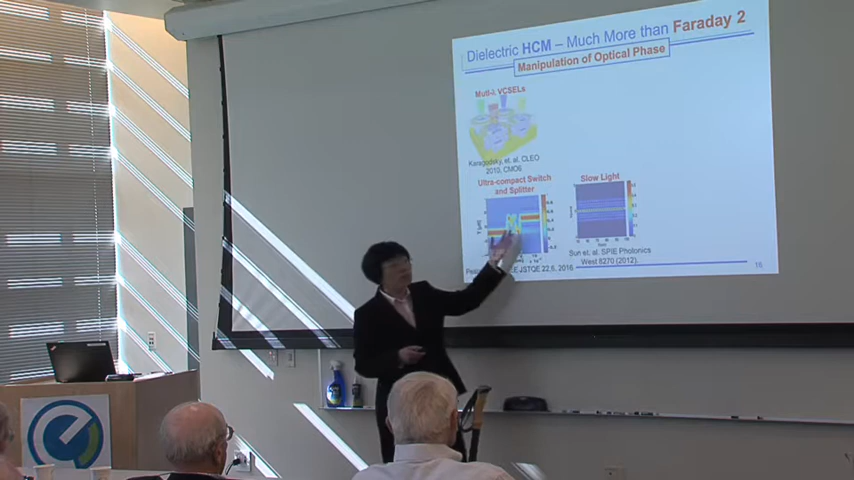 Dielectric HCM – Much More than Faraday 2
Manipulation of Optical Phase
Multi-λ VCSELs
Karagodsky, et. al, CLEO
2010, CMO6
Ultra-compact Switch
and Splitter
Slow Light
JSTQE 22,6, 2016
Sun et. al. SPIE Photonics
West 8270 (2012).
16
e